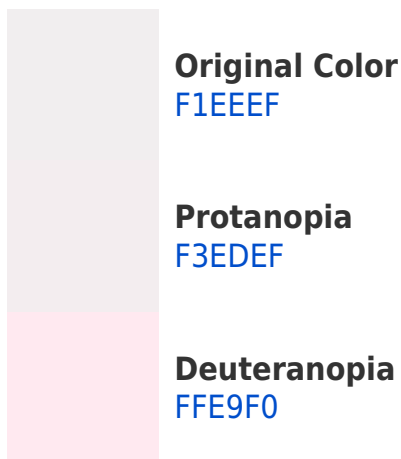 Original Color
F1EEEF
Protanopia
F3EDEF
Deuteranopia
FFE9F0